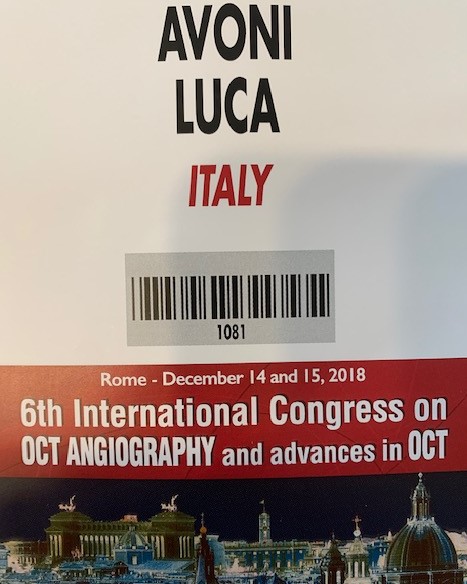 AVONI
LUCA
ITALY
1081
Rome - December 14 and 15, 2018
6th International Congress on
OCT ANGIOGRAPHY and advances in OCT